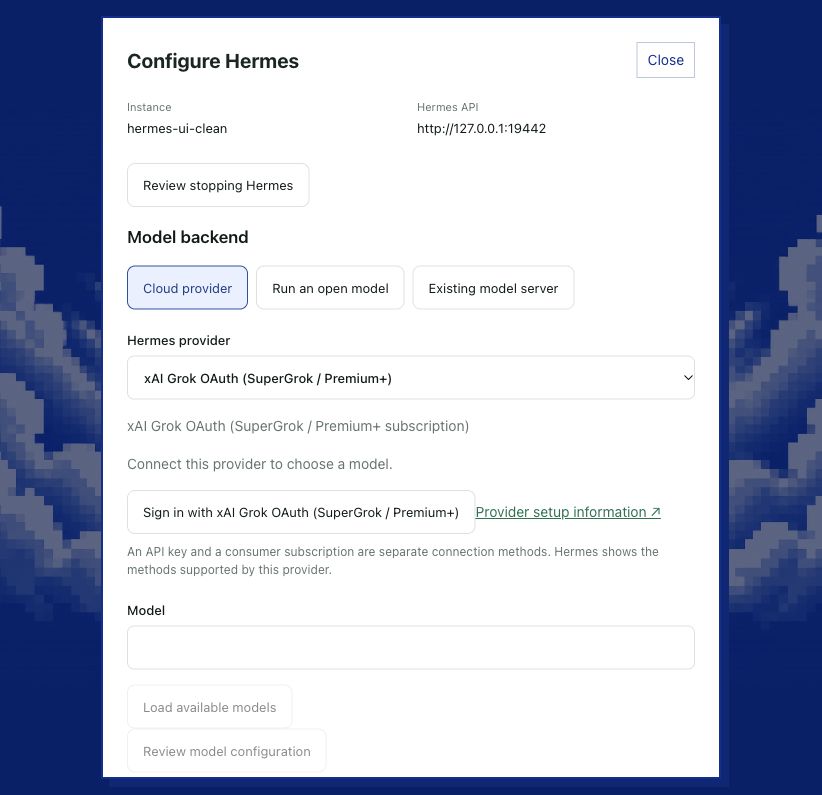 Configure Hermes
Close
Instance
Hermes API
hermes-ui-clean
http://127.0.0.1:19442
Review stopping Hermes
Model backend
Cloud provider
Run an open model
Existing model server
Hermes provider
xAI Grok OAuth (SuperGrok / Premium+)
xAI Grok OAuth (SuperGrok / Premium+ subscription)
Connect this provider to choose a model.
Sign in with xAI Grok OAuth (SuperGrok / Premium+)
Provider setup information ↗
An API key and a consumer subscription are separate connection methods. Hermes shows the
methods supported by this provider.
Model
Load available models
Review model configuration